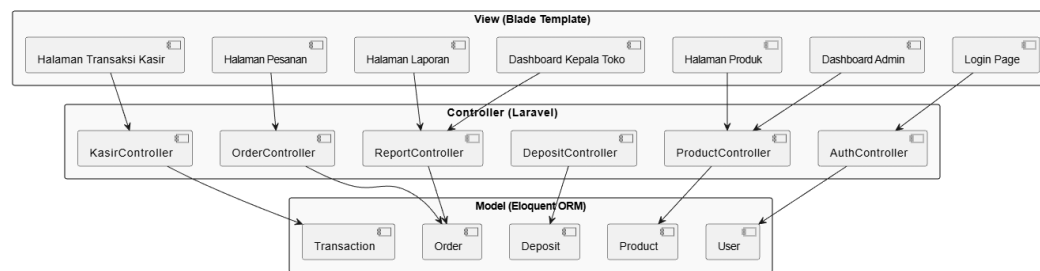 View (Blade Template)
Halaman Transaksi Kasir
Halaman Pesanan
Halaman Laporan
Dashboard Kepala Toko
Halaman Produk
Dashboard Admin
Login Page
Controller (Laravel)
KasirController
OrderController
ReportController
DepositController
ProductController
AuthController
Model (Eloquent ORM)
Transaction
Order
Deposit
Product
User